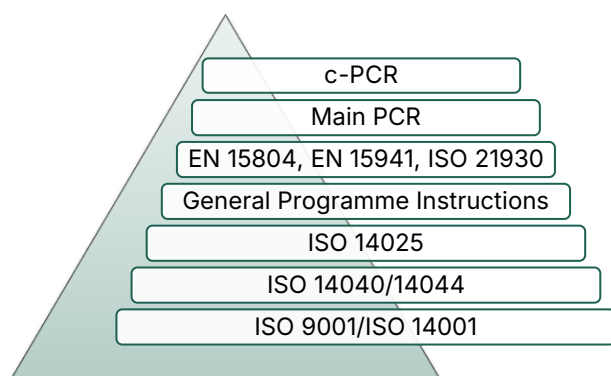 c-PCR
Main PCR
EN 15804, EN 15941, ISO 21930
General Programme Instructions
ISO 14025
ISO 14040/14044
ISO 9001/ISO 14001